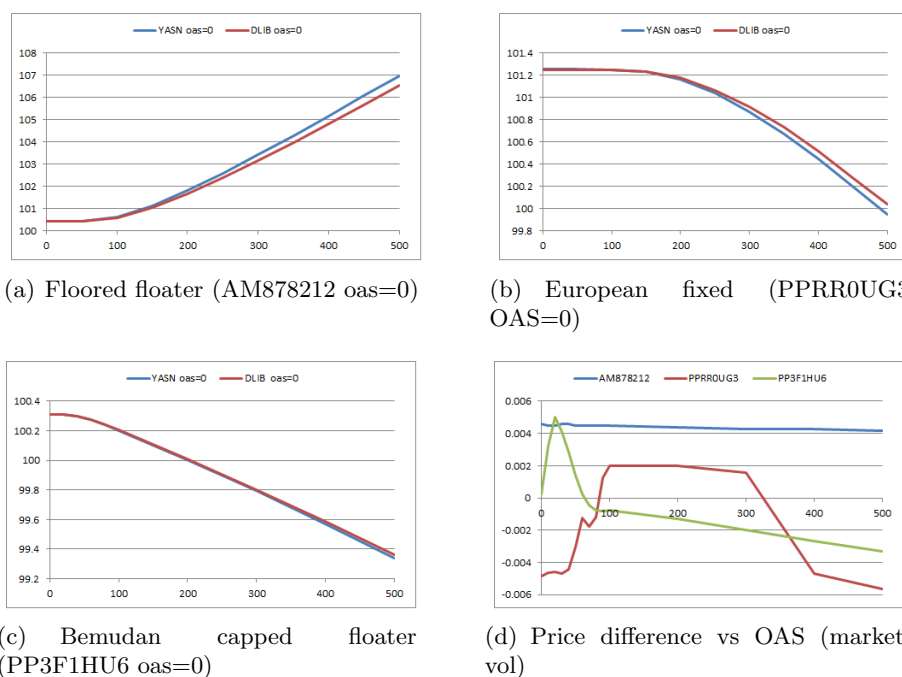 YASN oas=0 DLIB oas=0
108
107
106
105
104
103
102
101
100
0 100 200 300 400 500
(a) Floored floater (AM878212 oas=0)
YASN oas=0 DLIB oas=0
101.4
101.2
101
100.8
100.6
100.4
100.2
100
99.8
0 100 200 300 400 500
(b) European fixed (PPRR0UG3
OAS=0)
YASN oas=0 DLIB oas=0
100.4
100.2
100
99.8
99.6
99.4
99.2
0 100 200 300 400 500
(c) Bemudan capped floater
(PP3F1HU6 oas=0)
AM878212 PPRR0UG3 PP3F1HU6
0.006
0.004
0.002
0
-0.002
-0.004
-0.006
0 100 200 300 400 500
(d) Price difference vs OAS (market
vol)